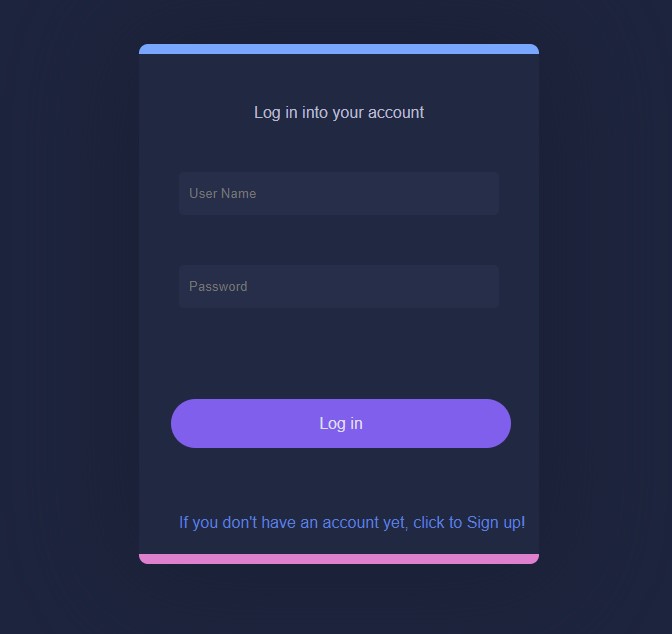 Log in into your account
User Name
Password
Log in
If you don't have an account yet, click to Sign up!